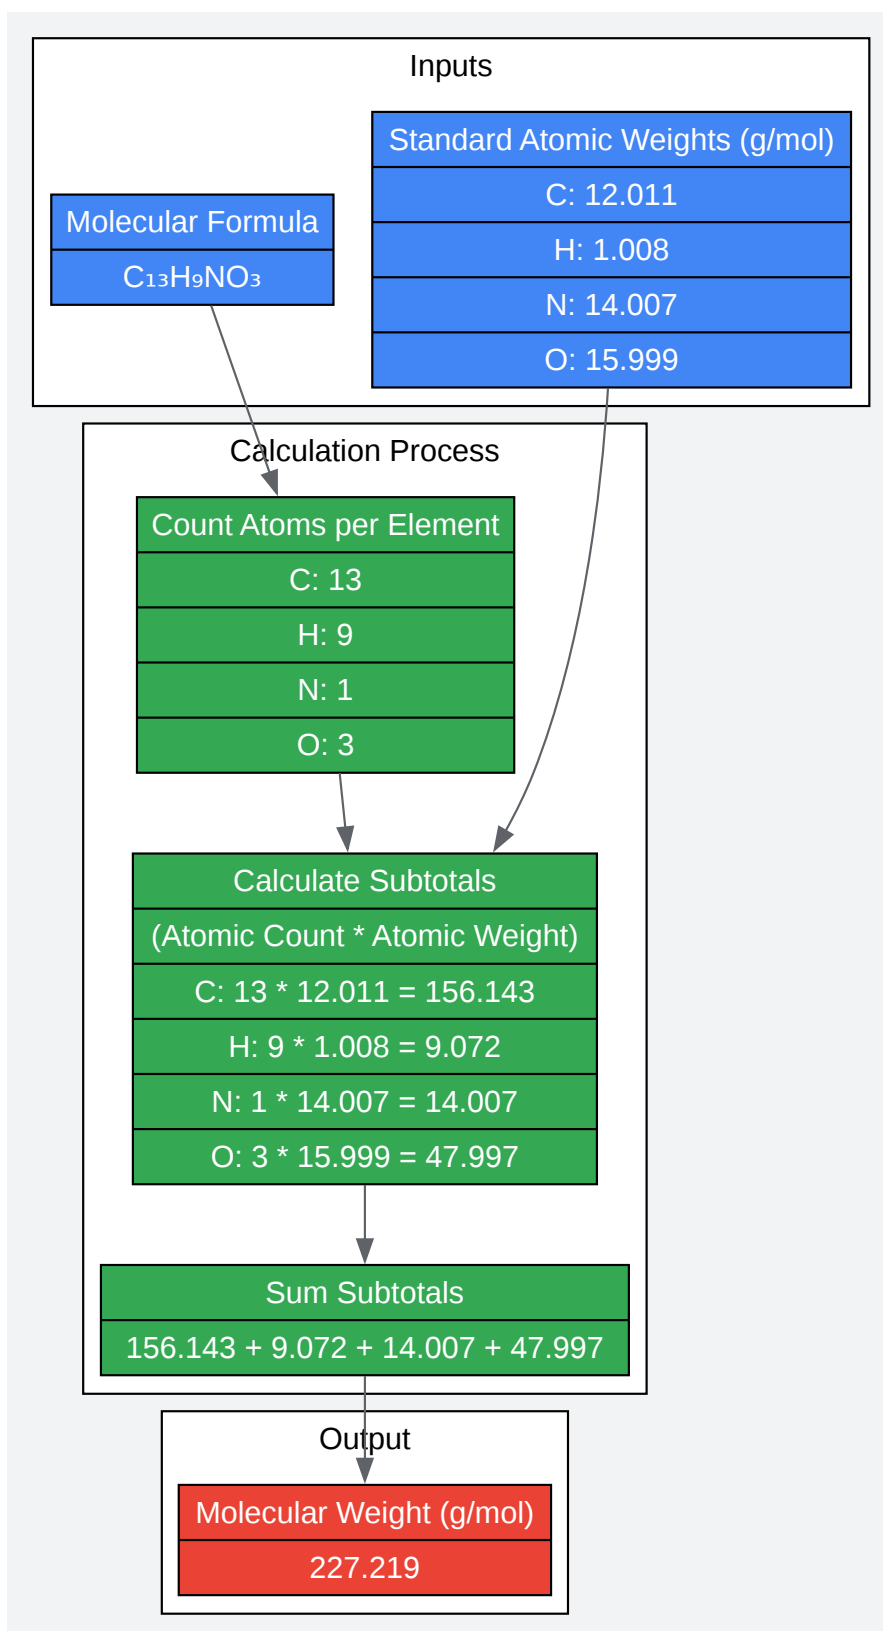 Inputs
Molecular Formula
C₁₃H₉NO₃
Standard Atomic Weights (g/mol)
C: 12.011
H: 1.008
N: 14.007
O: 15.999
Calculation Process
Count Atoms per Element
C: 13
H: 9
N: 1
O: 3
Calculate Subtotals
(Atomic Count * Atomic Weight)
C: 13 * 12.011 = 156.143
H: 9 * 1.008 = 9.072
N: 1 * 14.007 = 14.007
O: 3 * 15.999 = 47.997
Sum Subtotals
156.143 + 9.072 + 14.007 + 47.997
Output
Molecular Weight (g/mol)
227.219